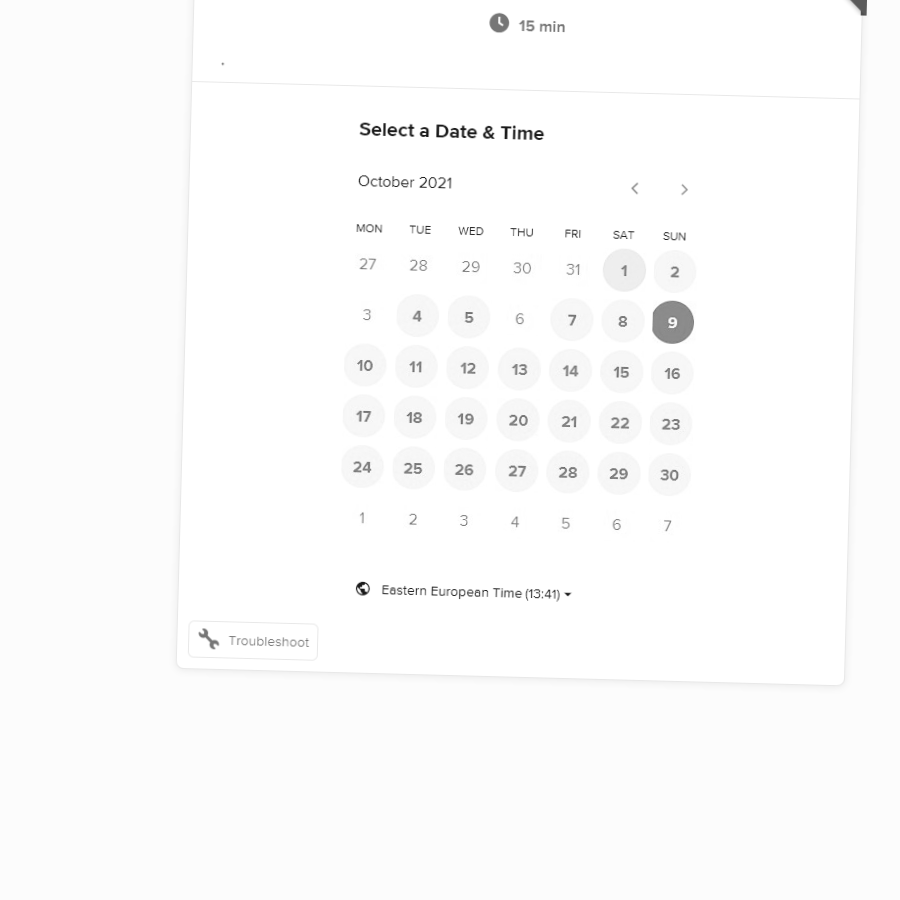 15 min
.
Select a Date & Time
October 2021
MON TUE WED THU FRI SAT SUN
27 28 29 30 31 1 2
3 4 5 6 7 8 9
10 11 12 13 14 15 16
17 18 19 20 21 22 23
24 25 26 27 28 29 30
1 2 3 4 5 6 7
Eastern European Time (13:41)
Troubleshoot